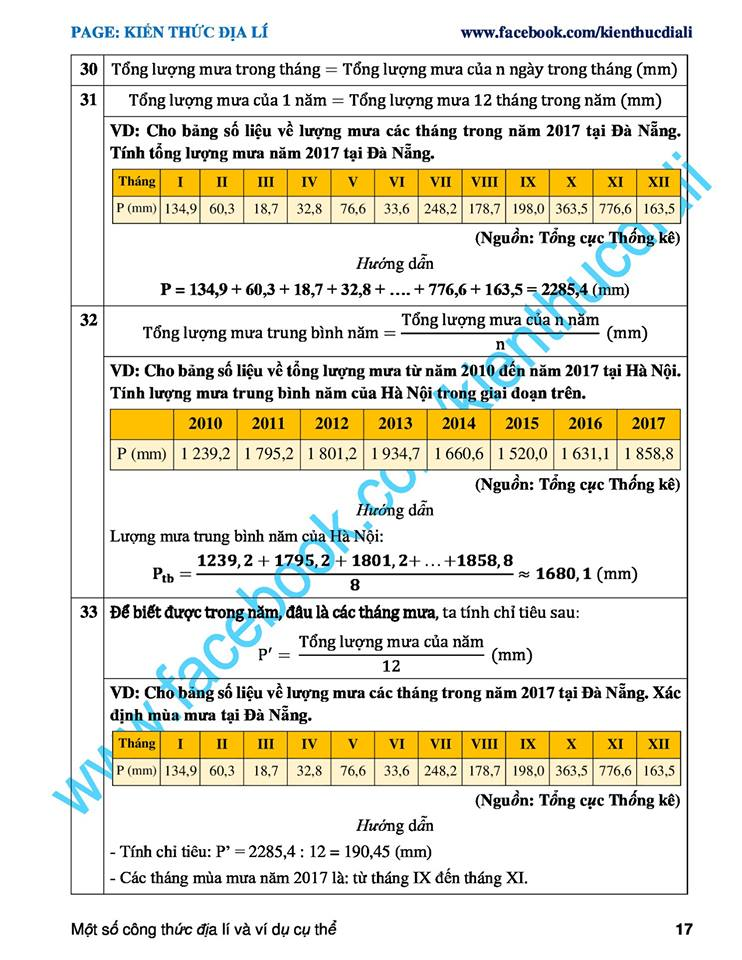 PAGE: KIẾN THỨC ĐỊA LÍ www.facebook.com/kienthucdiali
30 Tổng lượng mưa trong tháng = Tổng lượng mưa của n ngày trong tháng (mm)
31 Tổng lượng mưa của 1 năm = Tổng lượng mưa 12 tháng trong năm (mm)
VD: Cho bảng số liệu về lượng mưa các tháng trong năm 2017 tại Đà Nẵng.
Tính tổng lượng mưa năm 2017 tại Đà Nẵng.
Tháng I II III IV V VI VII VIII IX X XI XII
P (mm) 134,9 60,3 18,7 32,8 76,6 33,6 248,2 178,7 198,0 363,5 776,6 163,5
(Nguồn: Tổng cục Thống kê)
Hướng dẫn
P = 134,9 + 60,3 + 18,7 + 32,8 + …. + 776,6 + 163,5 = 2285,4 (mm)
32 Tổng lượng mưa trung bình năm = Tổng lượng mưa của n năm / n (mm)
VD: Cho bảng số liệu về tổng lượng mưa từ năm 2010 đến năm 2017 tại Hà Nội.
Tính lượng mưa trung bình năm của Hà Nội trong giai đoạn trên.
2010 2011 2012 2013 2014 2015 2016 2017
P (mm) 1 239,2 1 795,2 1 801,2 1 934,7 1 660,6 1 520,0 1 631,1 1 858,8
(Nguồn: Tổng cục Thống kê)
Hướng dẫn
Lượng mưa trung bình năm của Hà Nội:
Ptb = 1239,2 + 1795,2 + 1801,2+ …+1858,8 / 8 ≈ 1680,1 (mm)
33 Để biết được trong năm, đâu là các tháng mưa, ta tính chỉ tiêu sau:
P′ = Tổng lượng mưa của năm / 12 (mm)
VD: Cho bảng số liệu về lượng mưa các tháng trong năm 2017 tại Đà Nẵng. Xác
định mùa mưa tại Đà Nẵng.
Tháng I II III IV V VI VII VIII IX X XI XII
P (mm) 134,9 60,3 18,7 32,8 76,6 33,6 248,2 178,7 198,0 363,5 776,6 163,5
(Nguồn: Tổng cục Thống kê)
Hướng dẫn
- Tính chỉ tiêu: P’ = 2285,4 : 12 = 190,45 (mm)
- Các tháng mùa mưa năm 2017 là: từ tháng IX đến tháng XI.
Một số công thức địa lí và ví dụ cụ thể 17
www.facebook.com/kienthucdiali